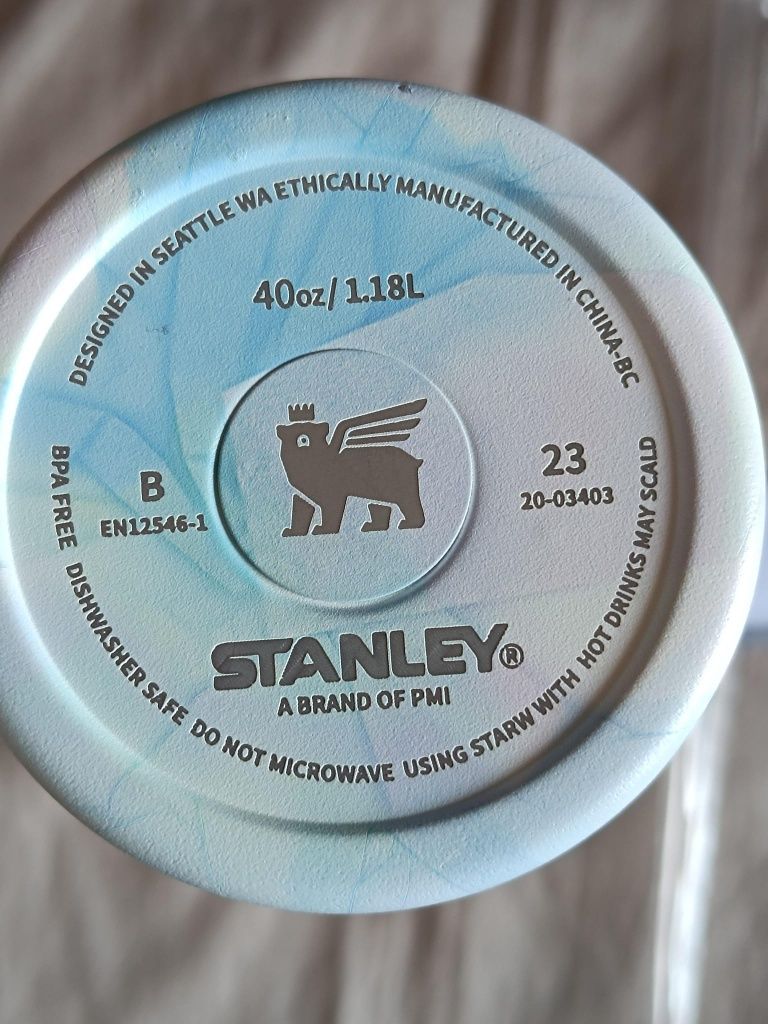 DESIGNED IN SEATTLE WA ETHICALLY MANUFACTURED IN CHINA-BC
40oz/ 1.18L
B
EN12546-1
23
20-03403
STANLEY®
A BRAND OF PMI
BPA FREE DISHWASHER SAFE DO NOT MICROWAVE USING STARW WITH HOT DRINKS MAY SCALD